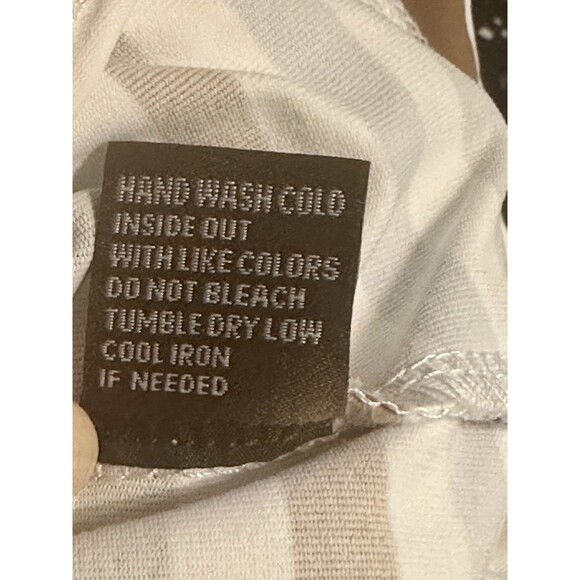 HAND WASH COLO
INSIDE OUT
WITH LIKE COLORS
DO NOT BLEACH
TUMBLE DRY LOW
COOL IRON
IF NEEDED